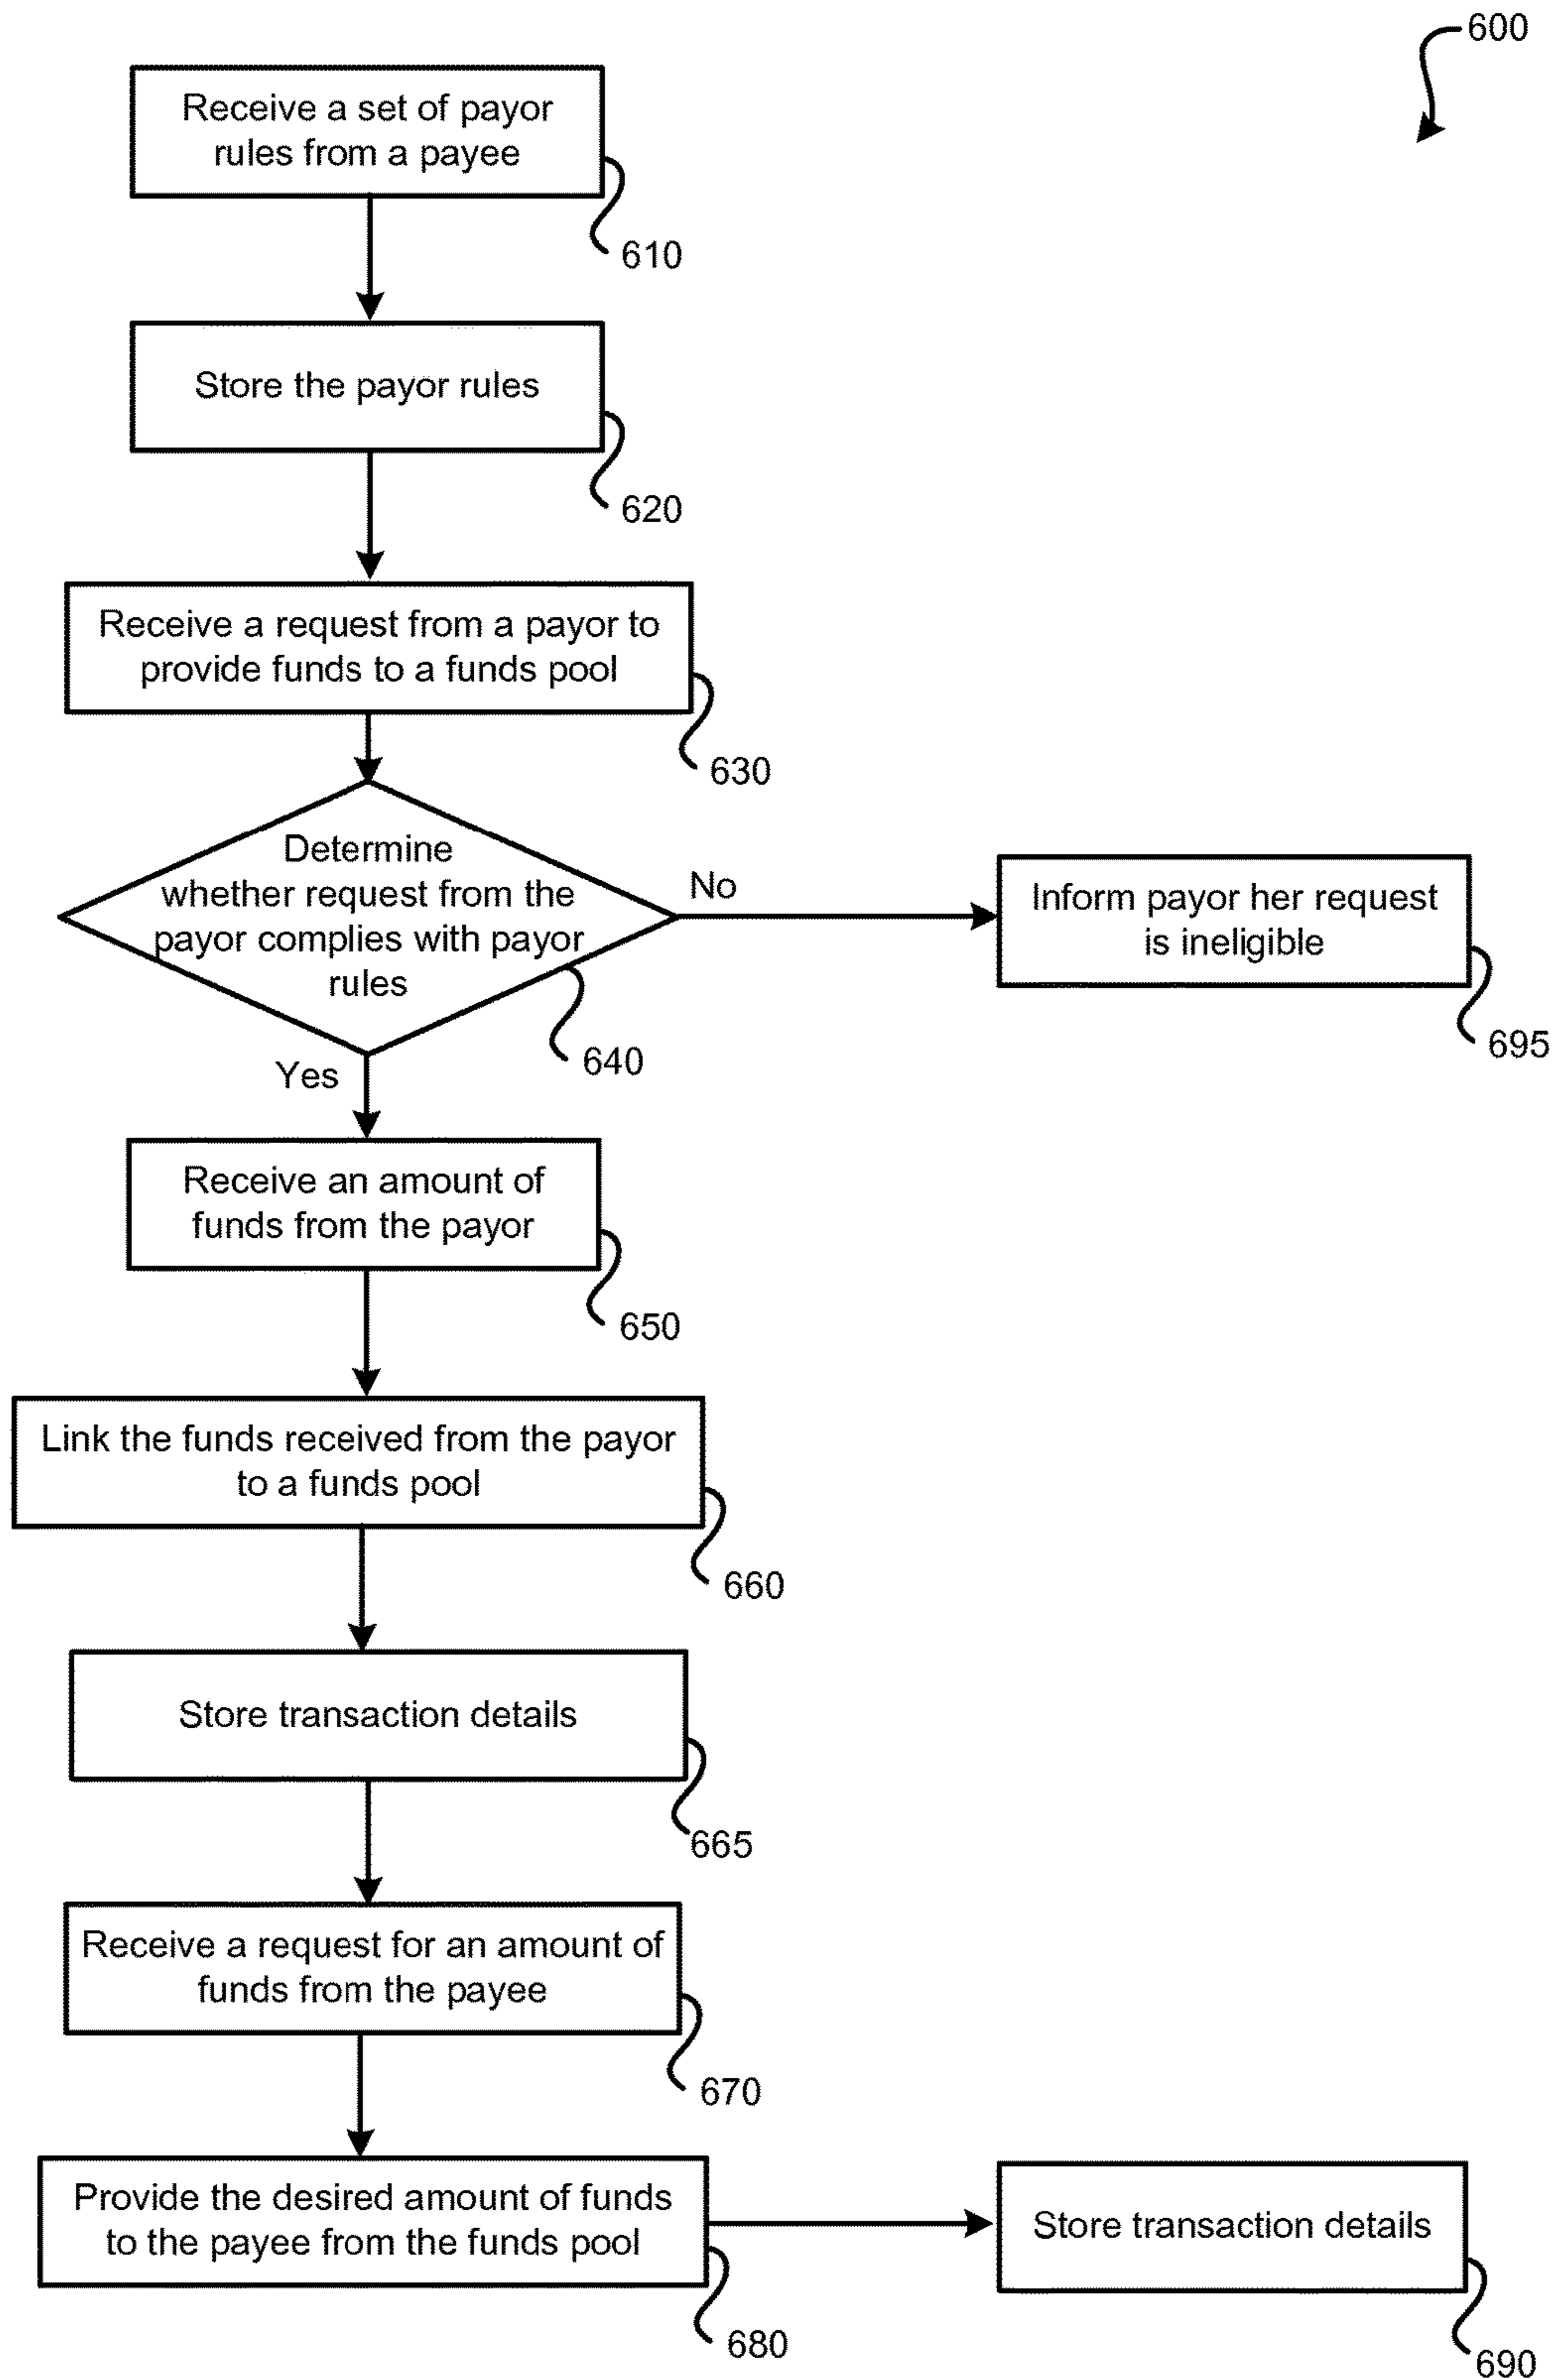 600
Receive a set of payor
rules from a payee
610
Store the payor rules
620
Receive a request from a payor to
provide funds to a funds pool
630
Determine
whether request from the
payor complies with payor
rules
640
No
Inform payor her request
is ineligible
695
Yes
Receive an amount of
funds from the payor
650
Link the funds received from the payor
to a funds pool
660
Store transaction details
665
Receive a request for an amount of
funds from the payee
670
Provide the desired amount of funds
to the payee from the funds pool
680
Store transaction details
690